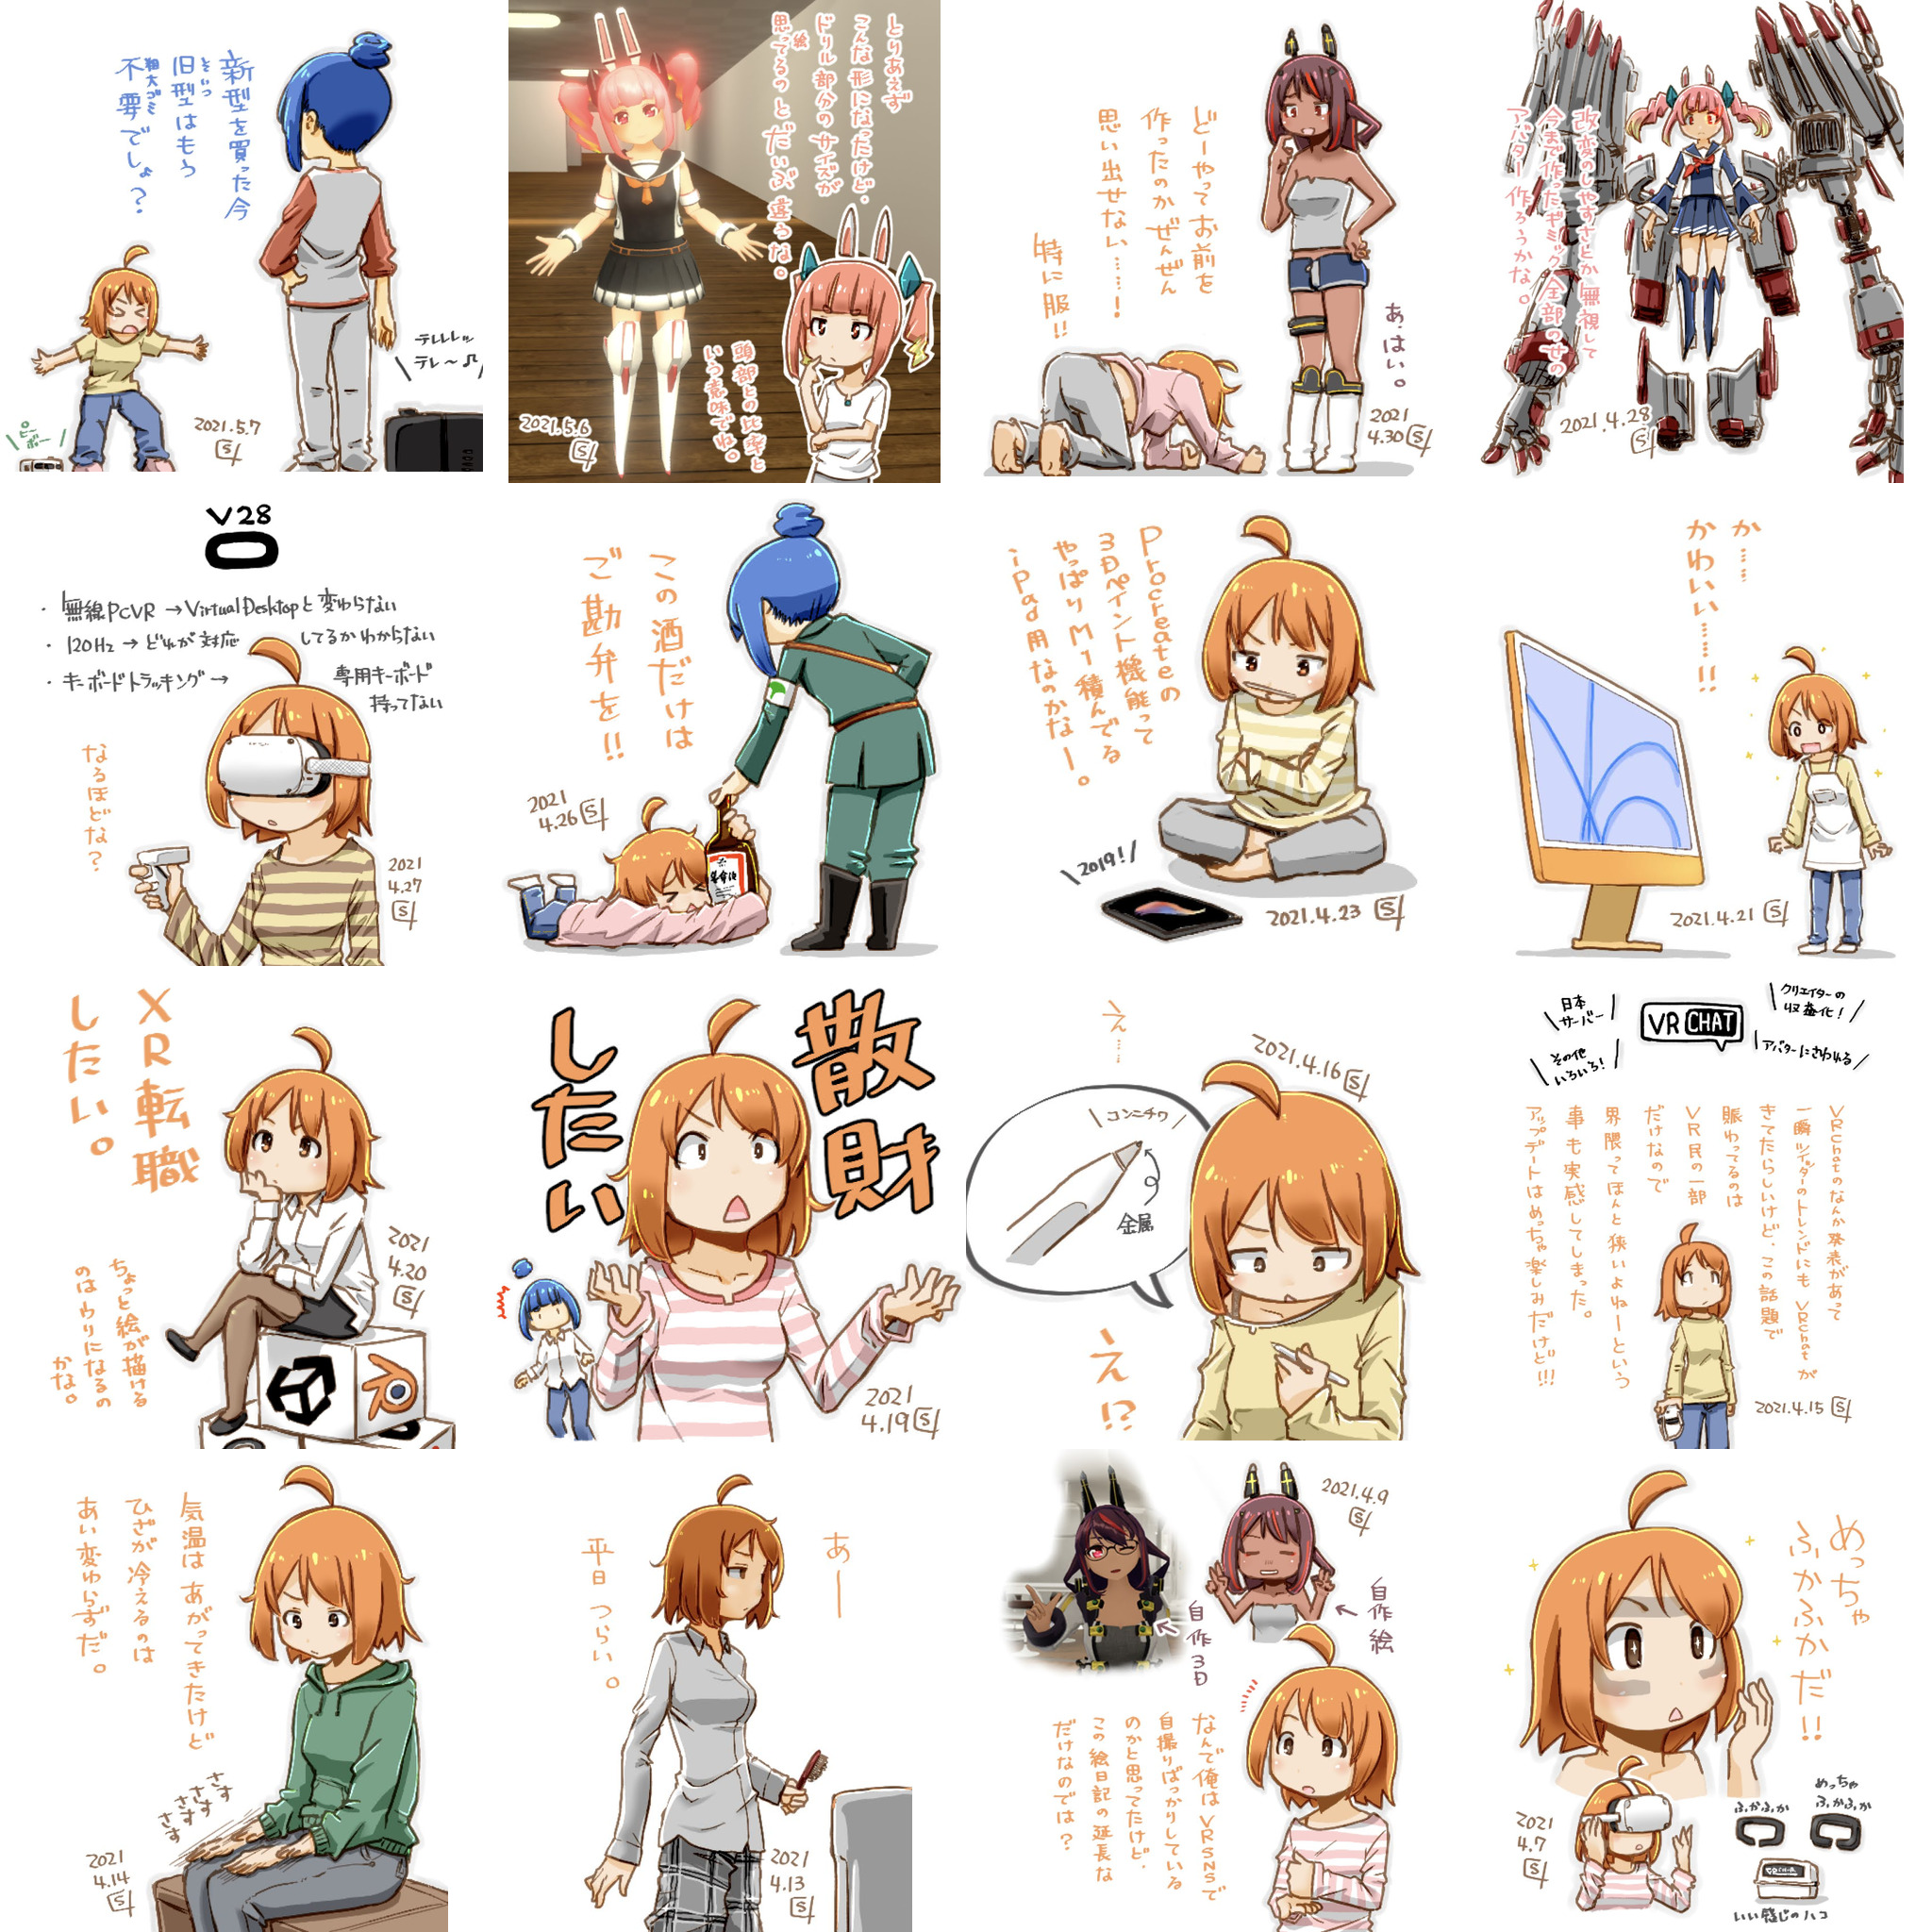 新型を買った今
旧型はもう
そいつ
不要でしょ？
粗大ゴミ
テレレレッ
テレ〜♫
ピー
ボー
2021.5.7
とりあえず
こんな形になったけど、
ドリル部分のサイズが
思ってるのとだいぶ違うな。
絵
頭部との比率と
いう意味でね。
2021.5.6
どーやってお前を
作ったのかぜんぜん
思い出せない……！
特に服!!
あ、はい。
2021
4.30
改変のしやすさとか無視して
今まで作ったギミック全部のせの
アバター作ろうかな。
2021.4.28
V28
・無線PCVR→Virtual Desktopと変わらない
・120Hz→どれが対応してるかわからない
・キーボードトラッキング→専用キーボード
持ってない
なるほどな？
2021
4.27
この酒だけは
ご勘弁を!!
2021
4.26
Procreateの
3Dペイント機能って
やっぱりM1積んでる
iPad用なのかなー。
2019!
2021.4.23
か……
かわいい……!!
2021.4.21
XR転職
したい。
ちょっと絵が描ける
のはウリになるの
かな。
2021
4.20
散財
したい
2021
4.19
え……
2021.4.16
コンニチワ
金属
え!?
日本
サーバー
クリエイターの
収益化！
VRCHAT
その他
いろいろ！
アバターにさわれる
VRChatのなんか発表があって
一瞬ツイッターのトレンドにもVRChatが
きてたらしいけど、この話題で
賑わってるのは
VR民の一部
だけなので
界隈ってほんと狭いよねーという
事も実感してしまった。
アップデートはめっちゃ楽しみだけど!!!
2021.4.15
気温はあがってきたけど
ひざが冷えるのは
あい変わらずだ。
さす
さす
さす
さす
2021
4.14
あー
平日つらい。
2021
4.13
2021.4.9
自作絵
自作3D
なんで俺はVRSNSで
自撮りばっかりしている
のかと思ってたけど、
この絵日記の延長な
だけなのでは？
めっちゃ
ふかふかだ!!
2021
4.7
ふかふか
めっちゃ
ふかふか
いい感じのハコ